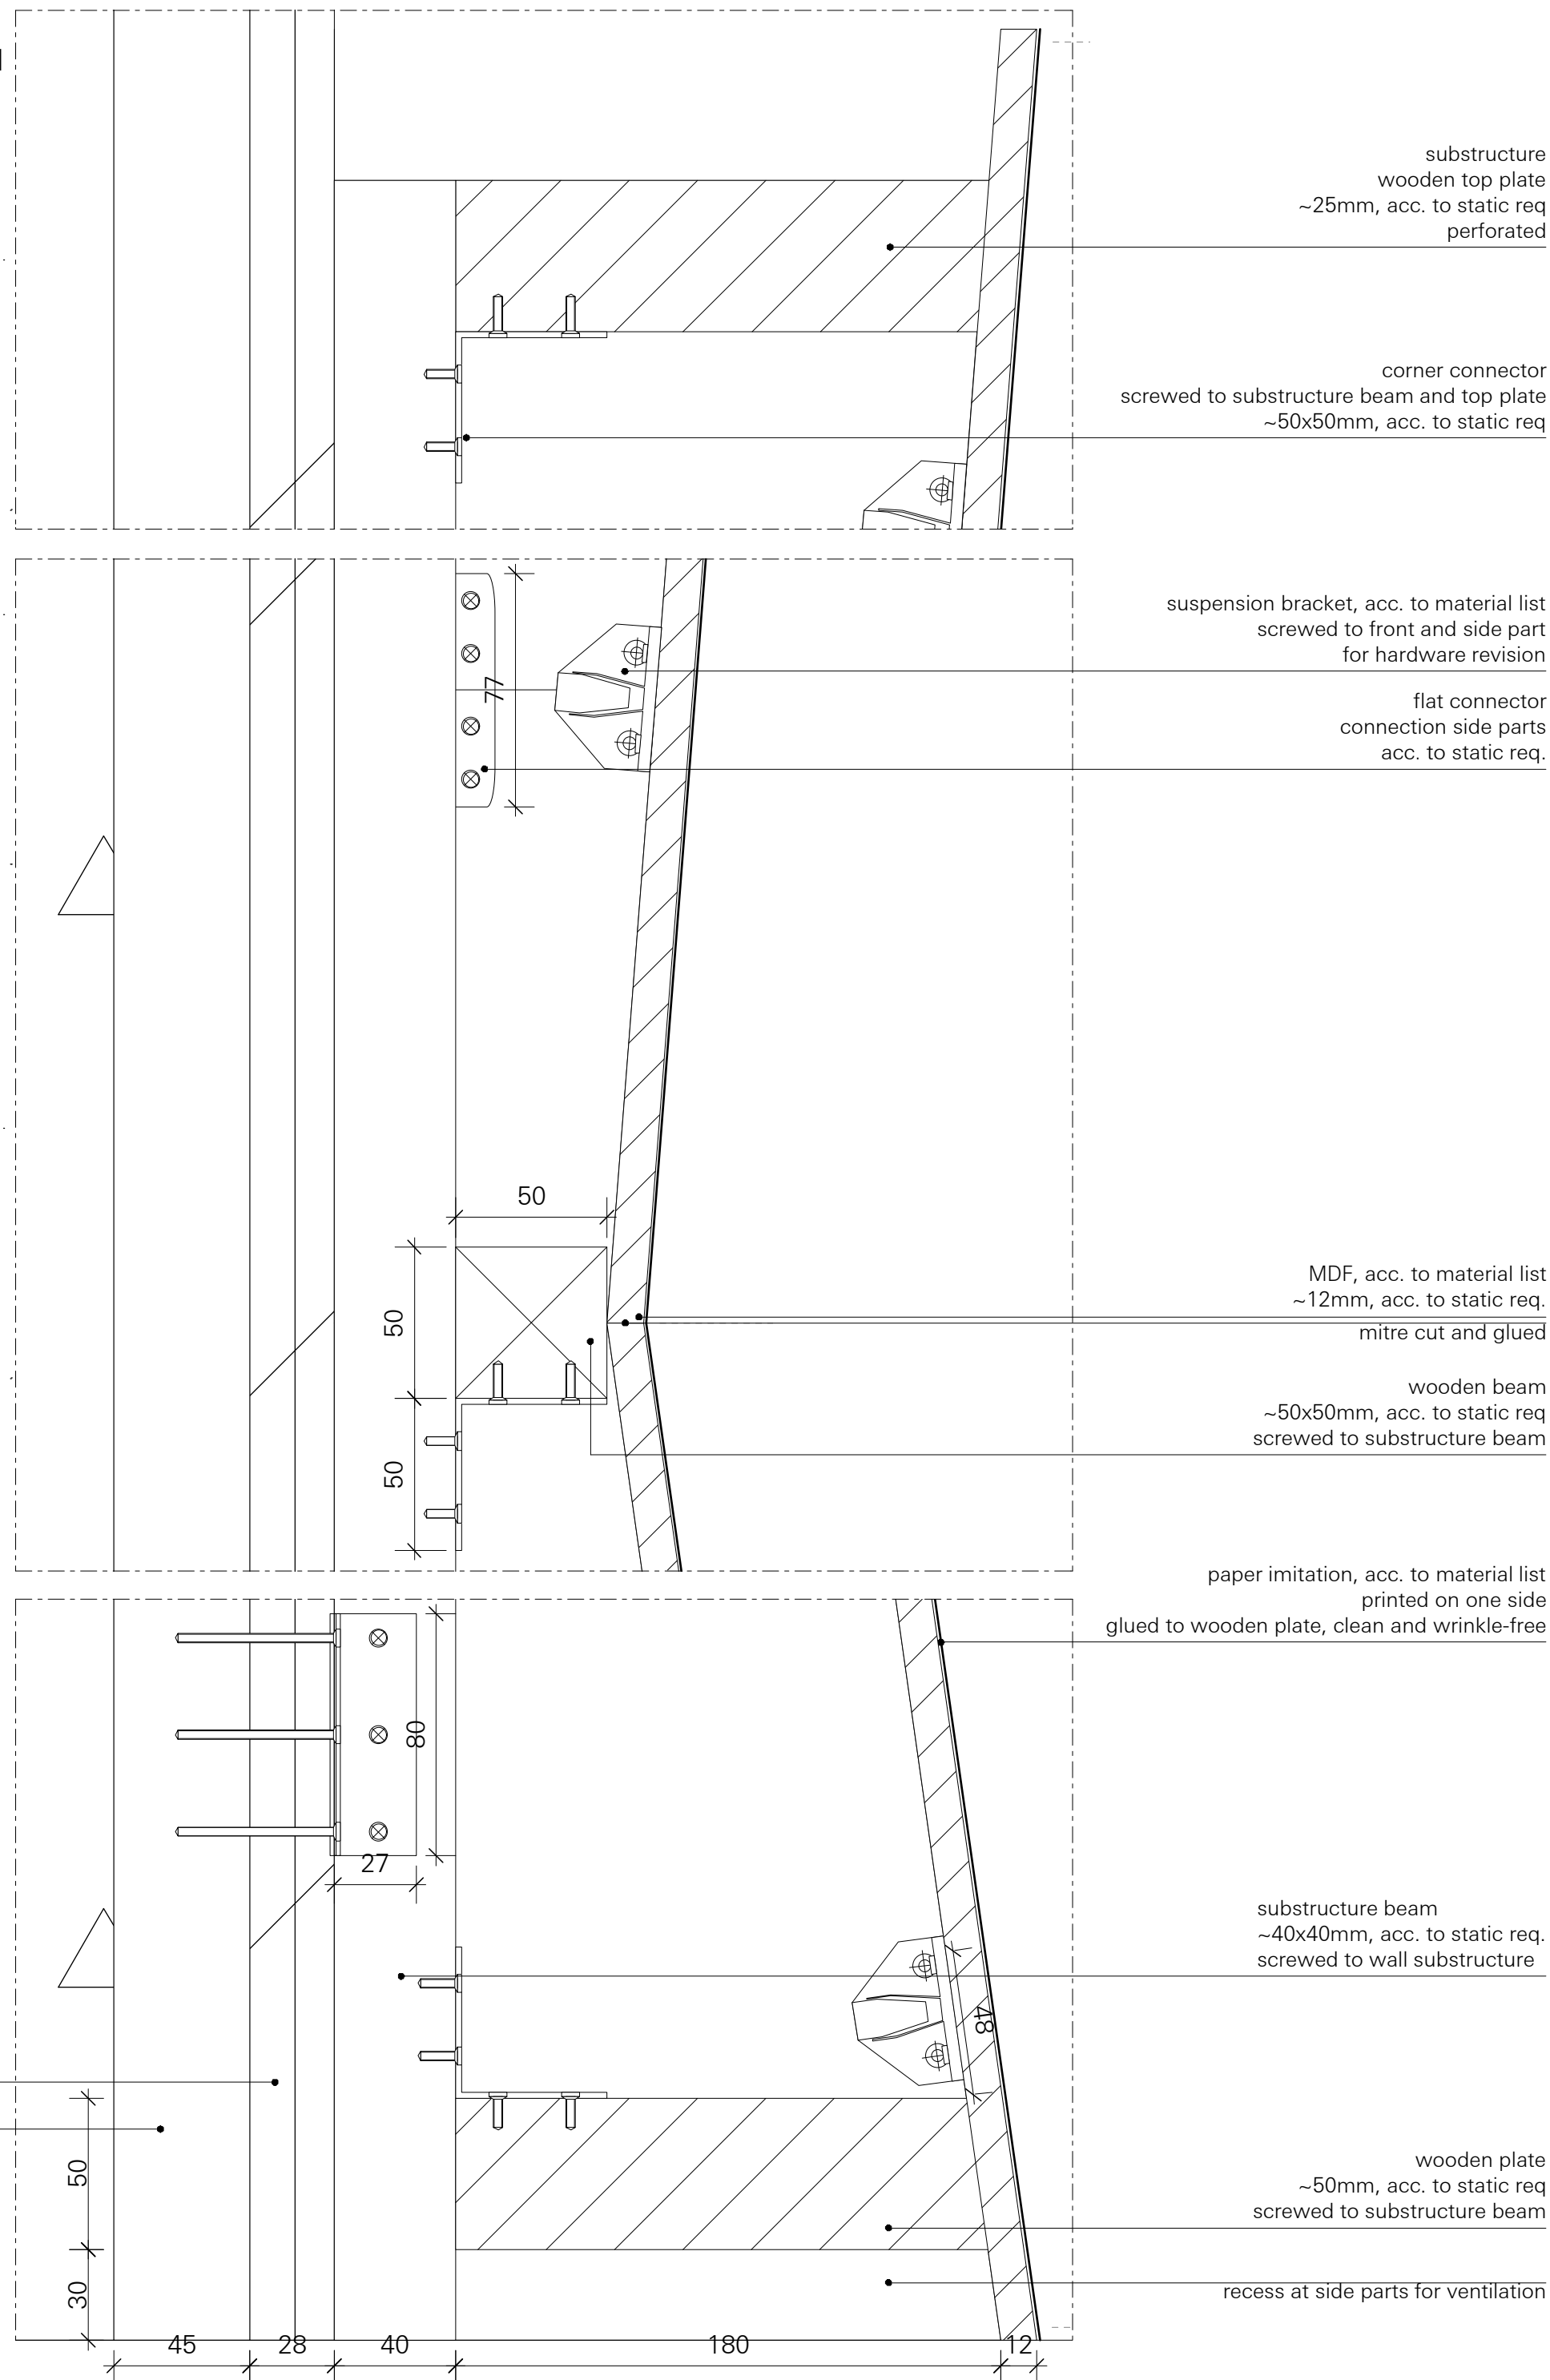 substructure
wooden top plate
~25mm, acc. to static req
perforated
corner connector
screwed to substructure beam and top plate
~50x50mm, acc. to static req
suspension bracket, acc. to material list
screwed to front and side part
for hardware revision
77
flat connector
connection side parts
acc. to static req.
50
50
MDF, acc. to material list
~12mm, acc. to static req.
mitre cut and glued
wooden beam
~50x50mm, acc. to static req
screwed to substructure beam
50
paper imitation, acc. to material list
printed on one side
glued to wooden plate, clean and wrinkle-free
80
27
substructure beam
~40x40mm, acc. to static req.
screwed to wall substructure
48
50
wooden plate
~50mm, acc. to static req
screwed to substructure beam
30
recess at side parts for ventilation
45 28 40 180 12